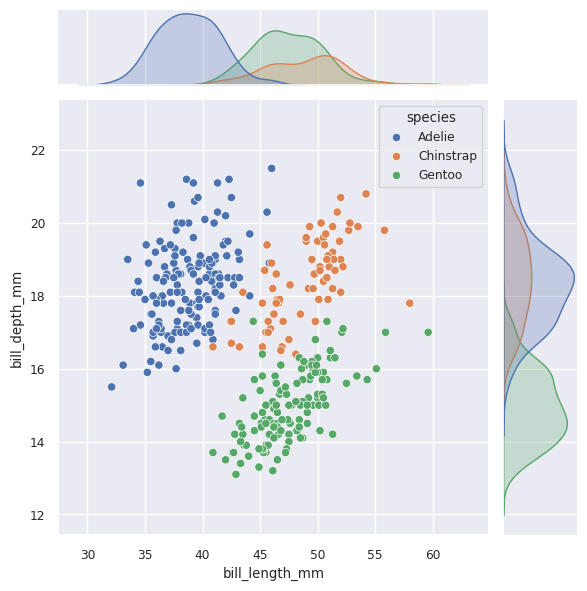 species
Adelie
Chinstrap
Gentoo
22
20
18
16
14
12
bill_depth_mm
30 35 40 45 50 55 60
bill_length_mm